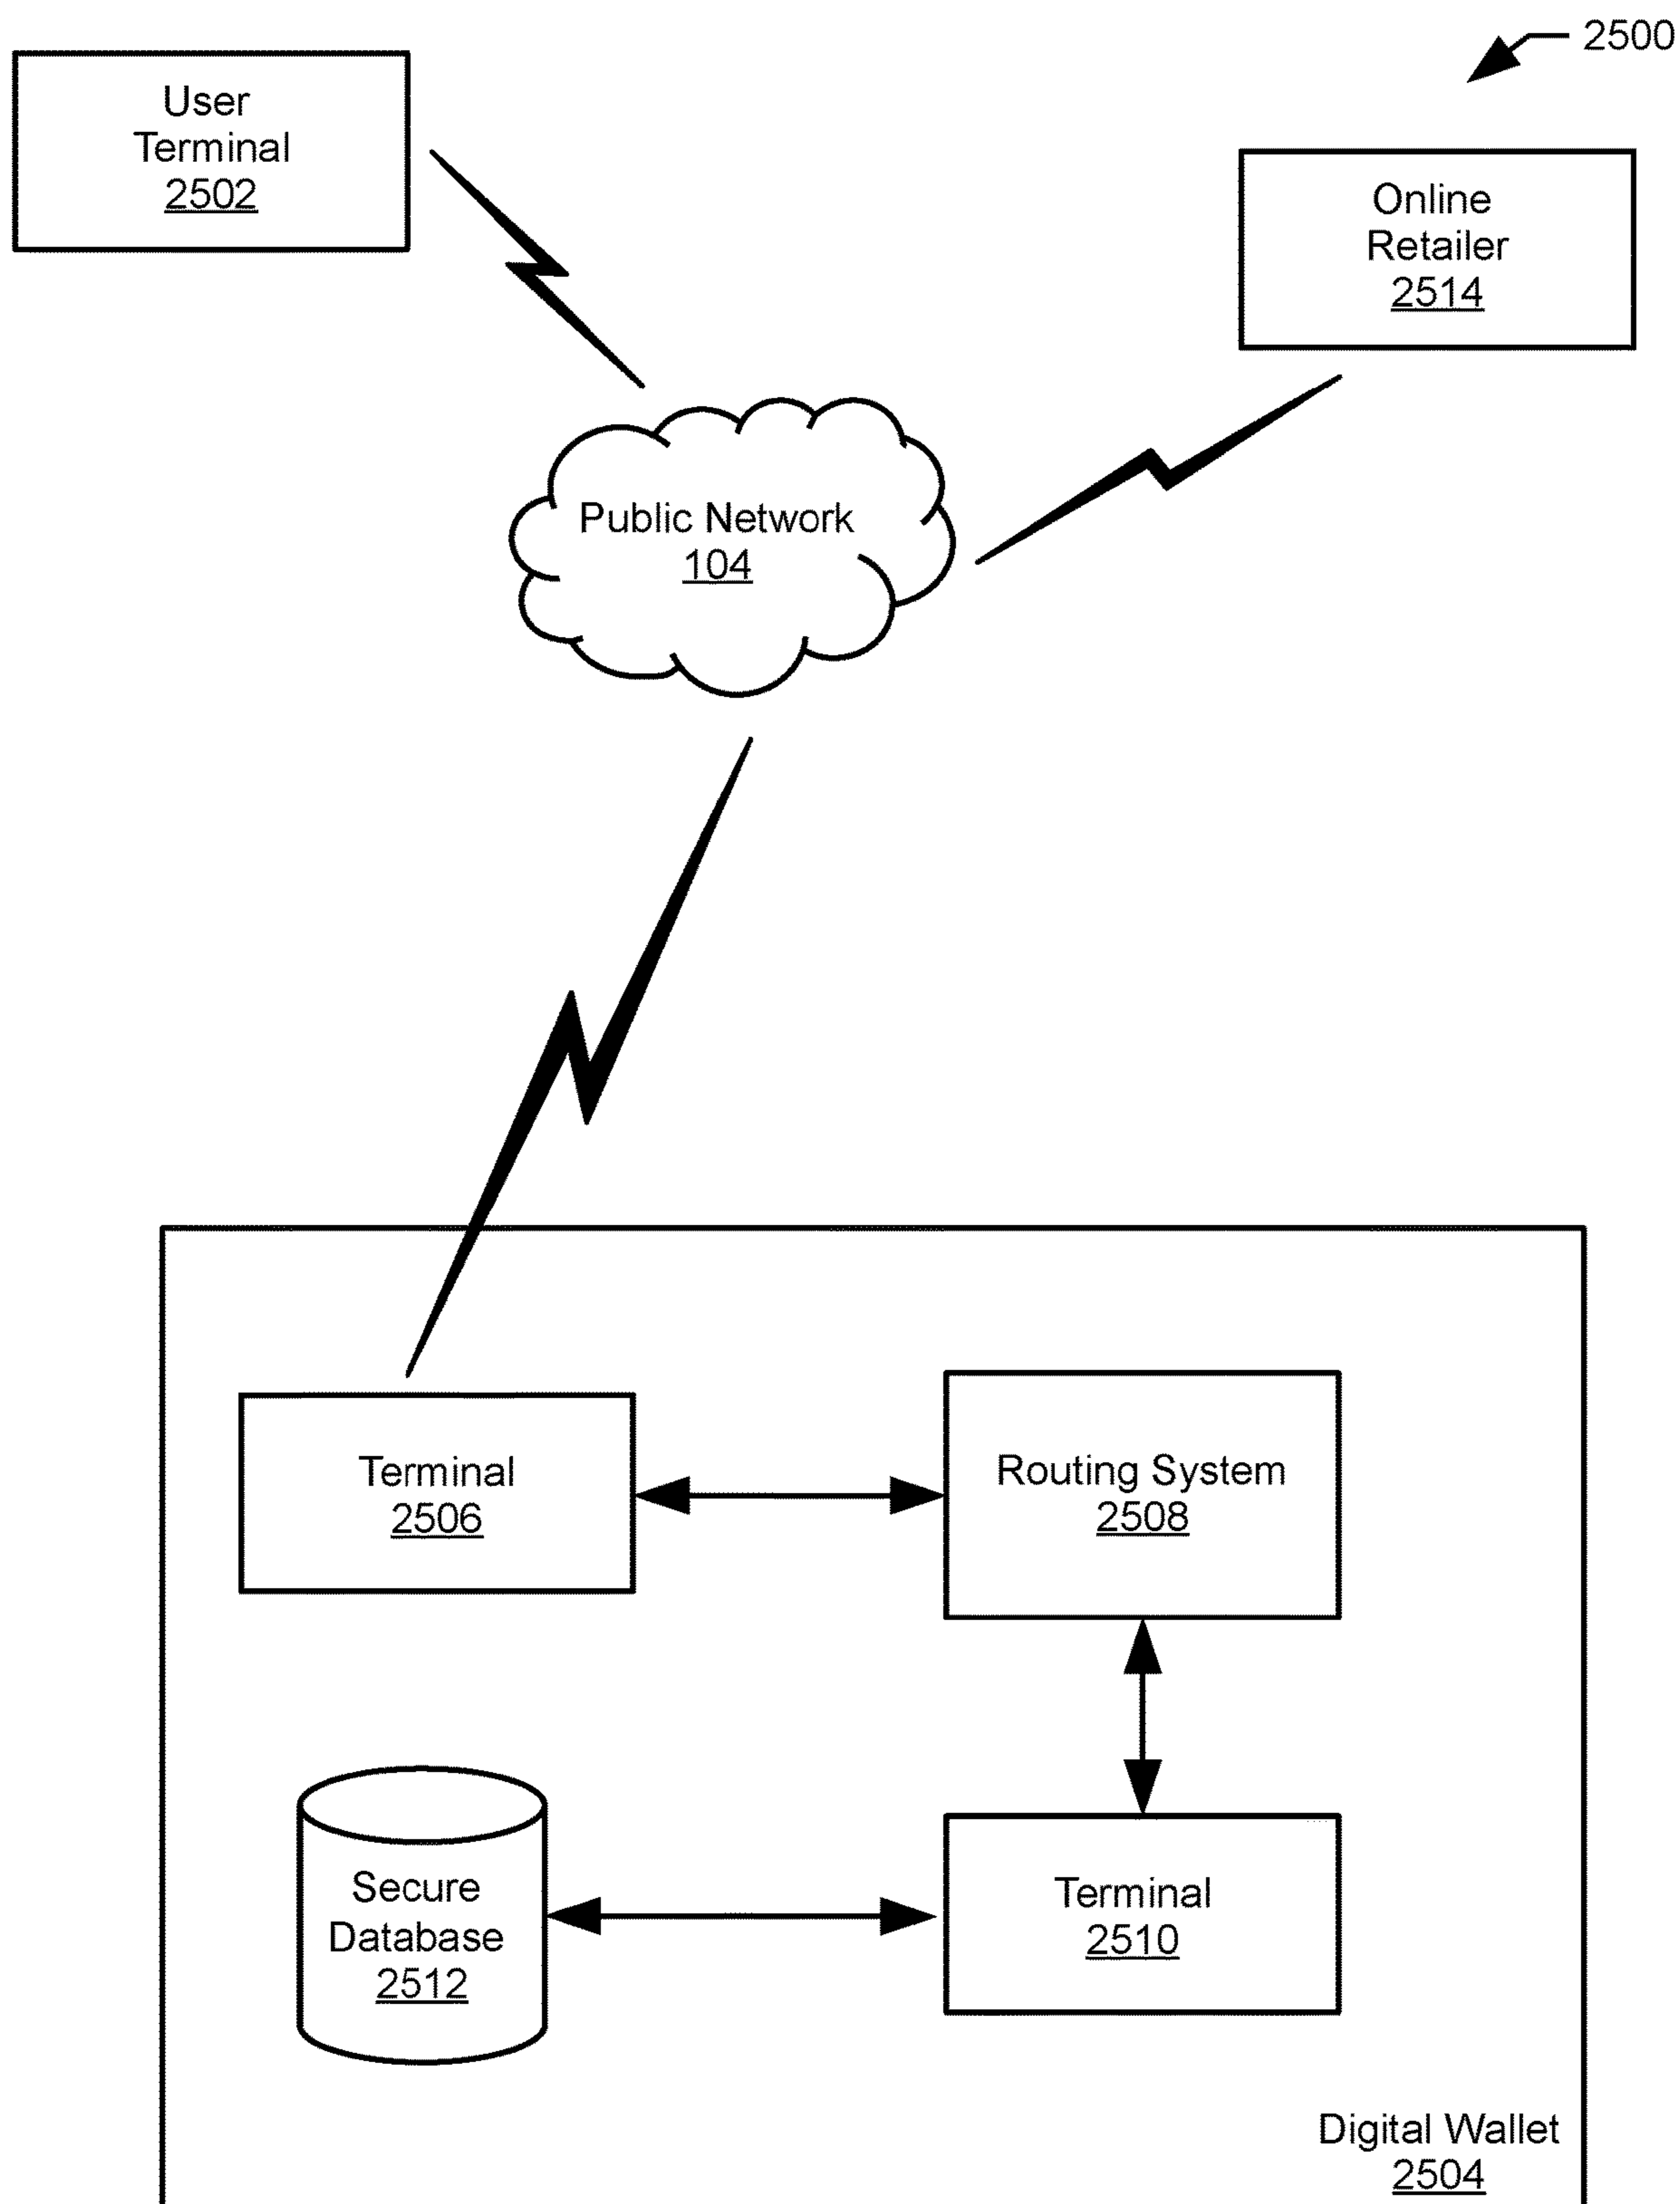 2500
User
Terminal
2502
Online
Retailer
2514
Public Network
104
Terminal
2506
Routing System
2508
Secure
Database
2512
Terminal
2510
Digital Wallet
2504